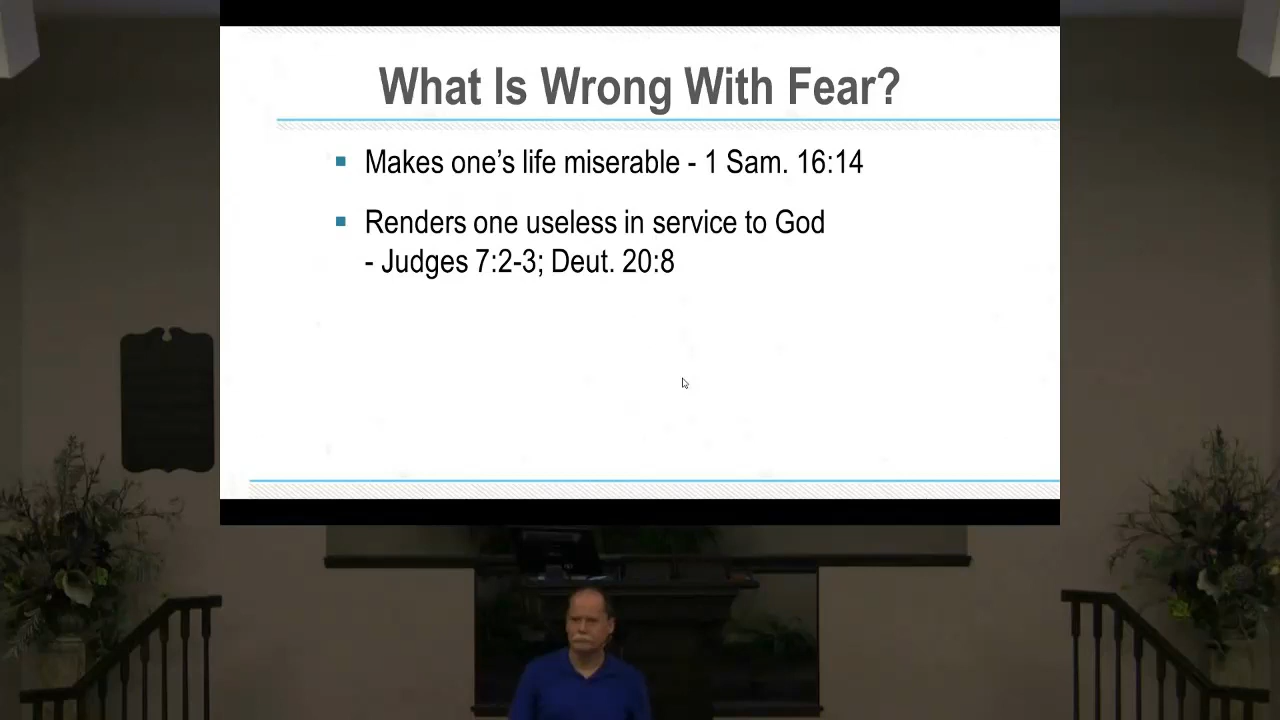 What Is Wrong With Fear?
Makes one’s life miserable - 1 Sam. 16:14
Renders one useless in service to God
- Judges 7:2-3; Deut. 20:8